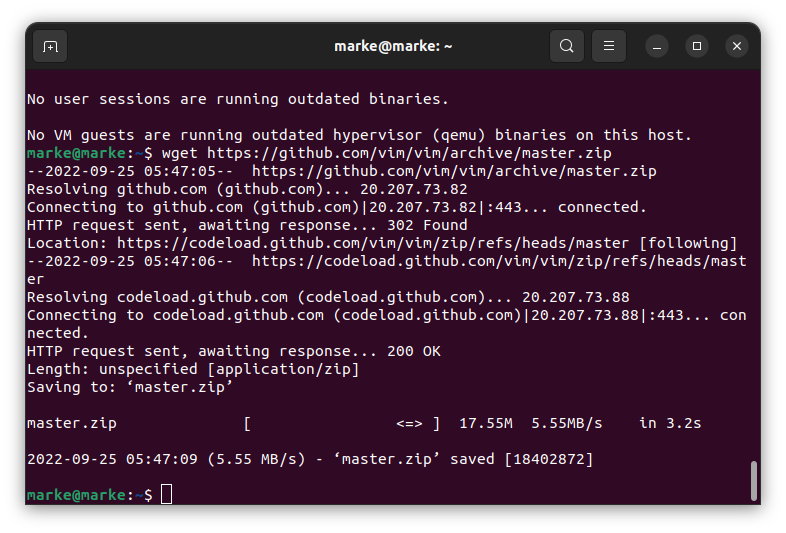 marke@marke: ~
No user sessions are running outdated binaries.
No VM guests are running outdated hypervisor (qemu) binaries on this host.
marke@marke:~$ wget https://github.com/vim/vim/archive/master.zip
--2022-09-25 05:47:05--  https://github.com/vim/vim/archive/master.zip
Resolving github.com (github.com)... 20.207.73.82
Connecting to github.com (github.com)|20.207.73.82|:443... connected.
HTTP request sent, awaiting response... 302 Found
Location: https://codeload.github.com/vim/vim/zip/refs/heads/master [following]
--2022-09-25 05:47:06--  https://codeload.github.com/vim/vim/zip/refs/heads/mast
er
Resolving codeload.github.com (codeload.github.com)... 20.207.73.88
Connecting to codeload.github.com (codeload.github.com)|20.207.73.88|:443... con
nected.
HTTP request sent, awaiting response... 200 OK
Length: unspecified [application/zip]
Saving to: ‘master.zip’
master.zip              [                <=> ]  17.55M  5.55MB/s    in 3.2s
2022-09-25 05:47:09 (5.55 MB/s) - ‘master.zip’ saved [18402872]
marke@marke:~$